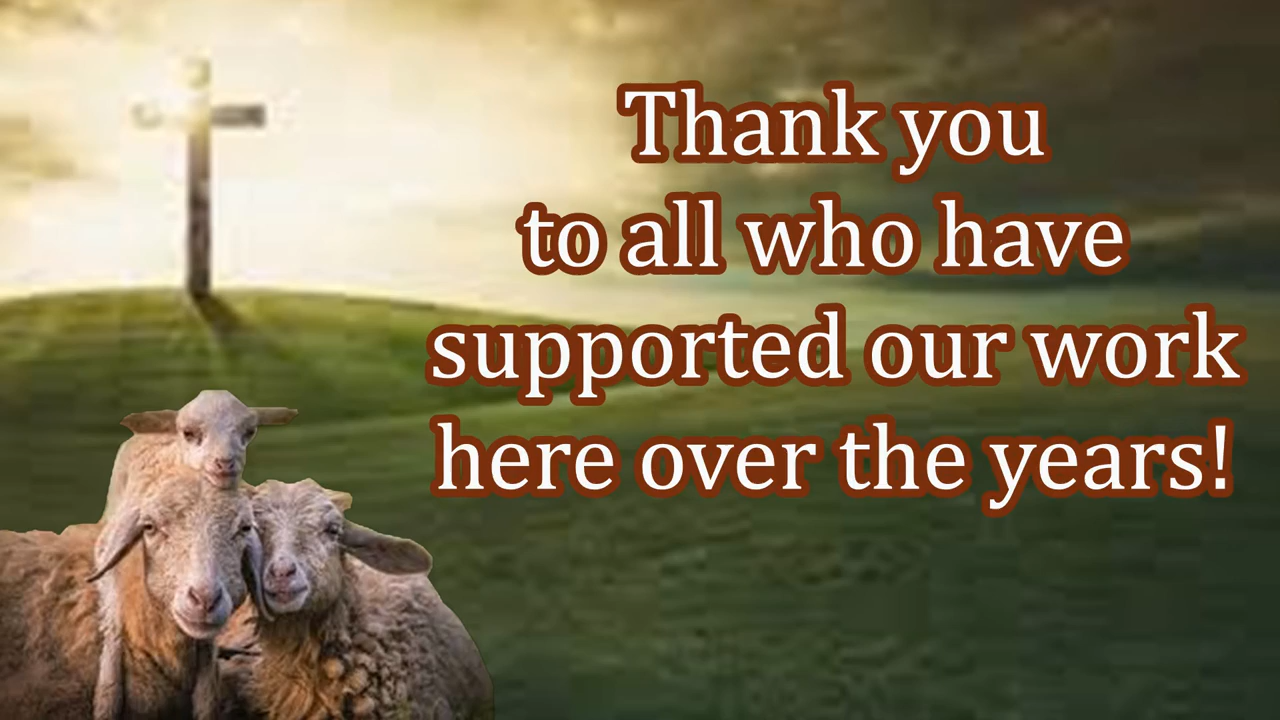 Thank you
to all who have
supported our work
here over the years!